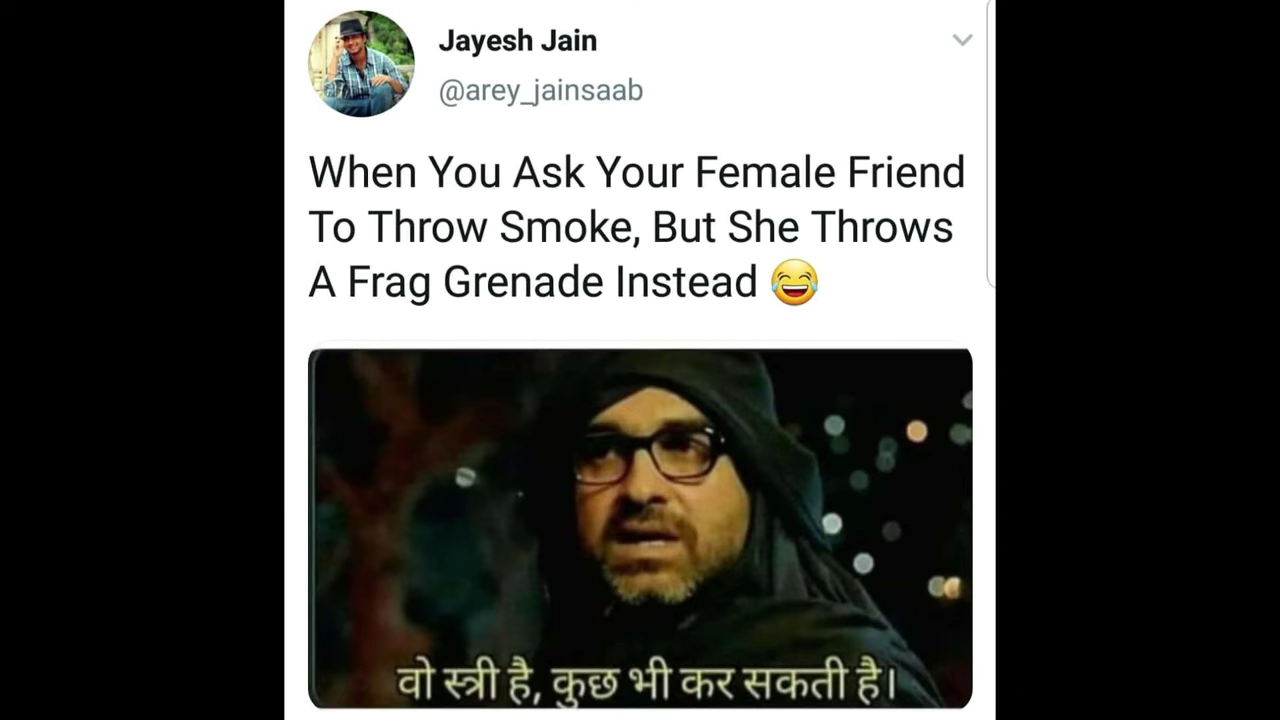 Jayesh Jain
@arey_jainsaab
When You Ask Your Female Friend
To Throw Smoke, But She Throws
A Frag Grenade Instead 😂
वो स्त्री है, कुछ भी कर सकती है।